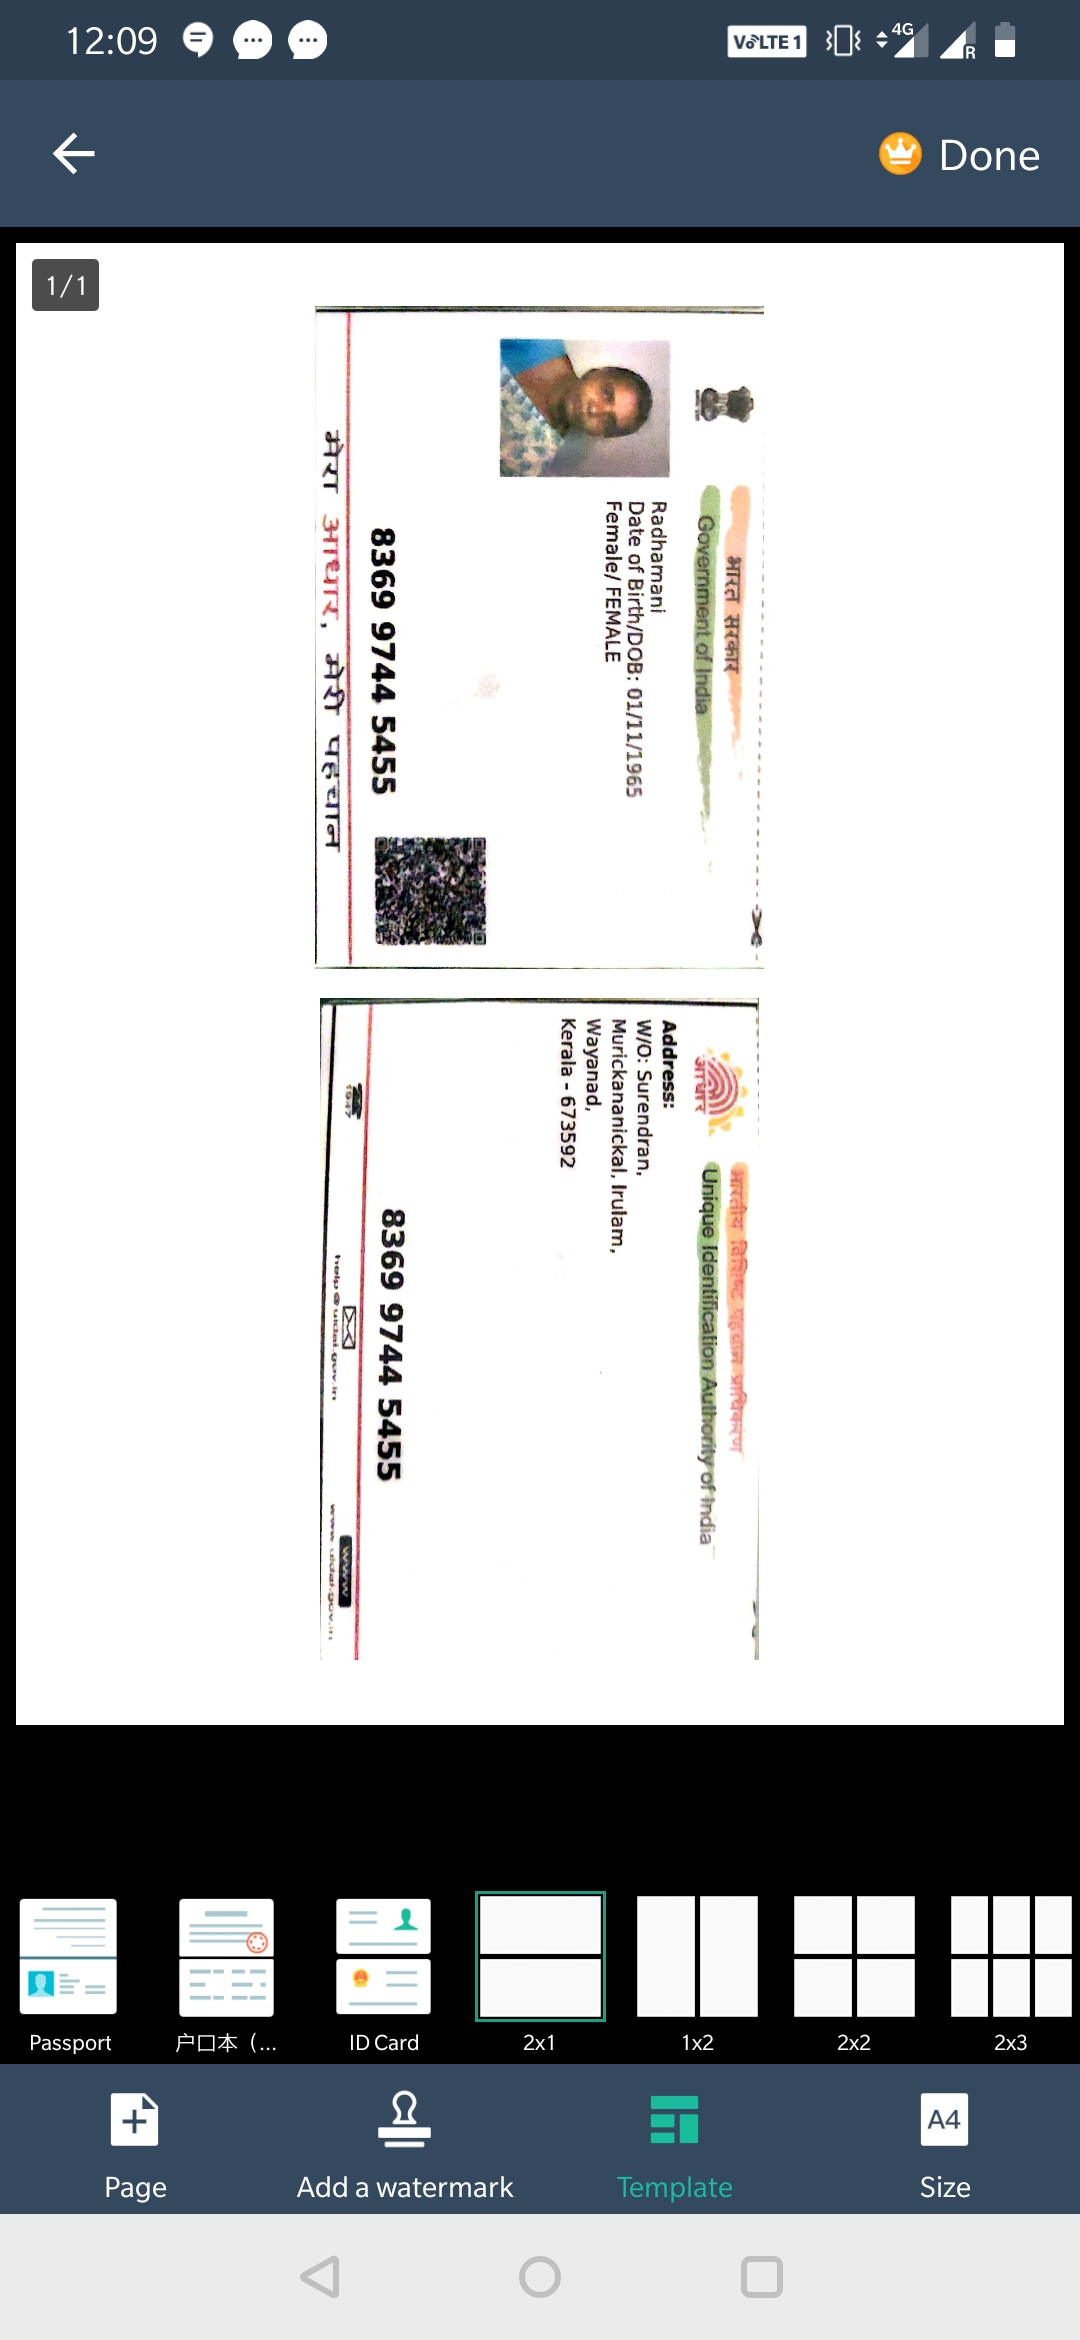 12:09
VoLTE 1
4G
R
Done
1/1
भारत सरकार
Government of India
Radhamani
Date of Birth/DOB: 01/11/1965
Female/ FEMALE
8369 9744 5455
मेरा आधार, मेरी पहचान
आधार
भारतीय विशिष्ट पहचान प्राधिकरण
Unique Identification Authority of India
Address:
W/O: Surendran,
Murickananickal, Irulam,
Wayanad,
Kerala - 673592
8369 9744 5455
1947
help@uidai.gov.in
www
www.uidai.gov.in
Passport
户口本（...
ID Card
2x1
1x2
2x2
2x3
Page
Add a watermark
Template
A4
Size